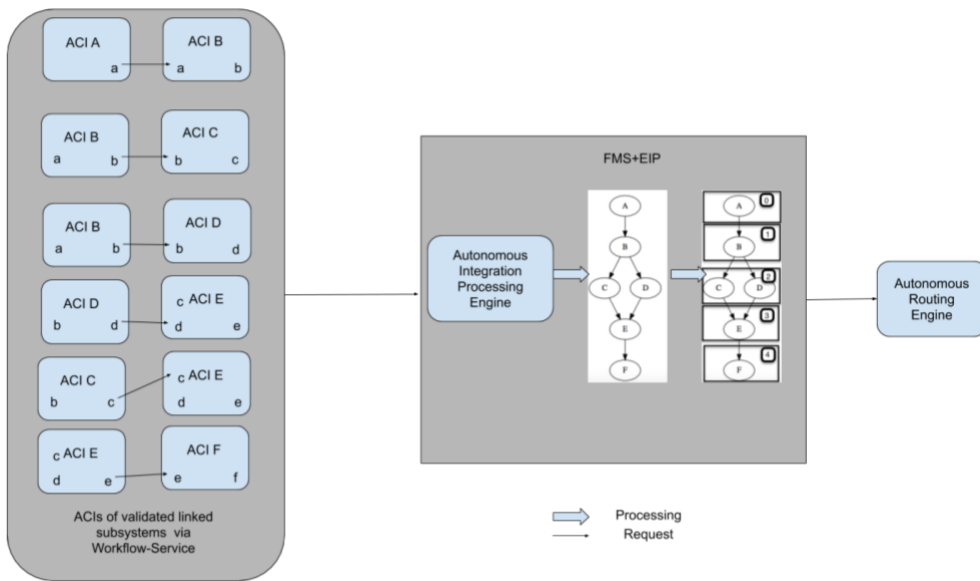 ACI A
a
ACI B
a b
ACI B
a b
ACI C
b c
ACI B
a b
ACI D
b d
ACI D
b d
ACI E
c
d e
ACI C
b c
ACI E
c
d e
ACI E
c
d e
ACI F
e f
ACIs of validated linked
subsystems via
Workflow-Service
FMS+EIP
Autonomous
Integration
Processing
Engine
A
B
C D
E
F
0
A
1
B
2
C D
3
E
4
F
Autonomous
Routing
Engine
Processing
Request